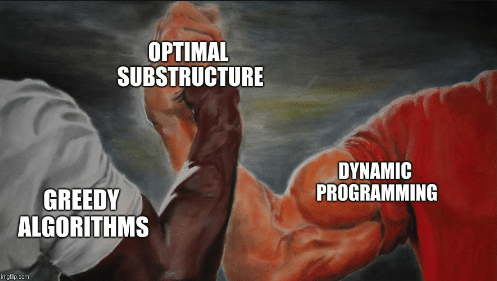 OPTIMAL
SUBSTRUCTURE
DYNAMIC
PROGRAMMING
GREEDY
ALGORITHMS
imgflip.com